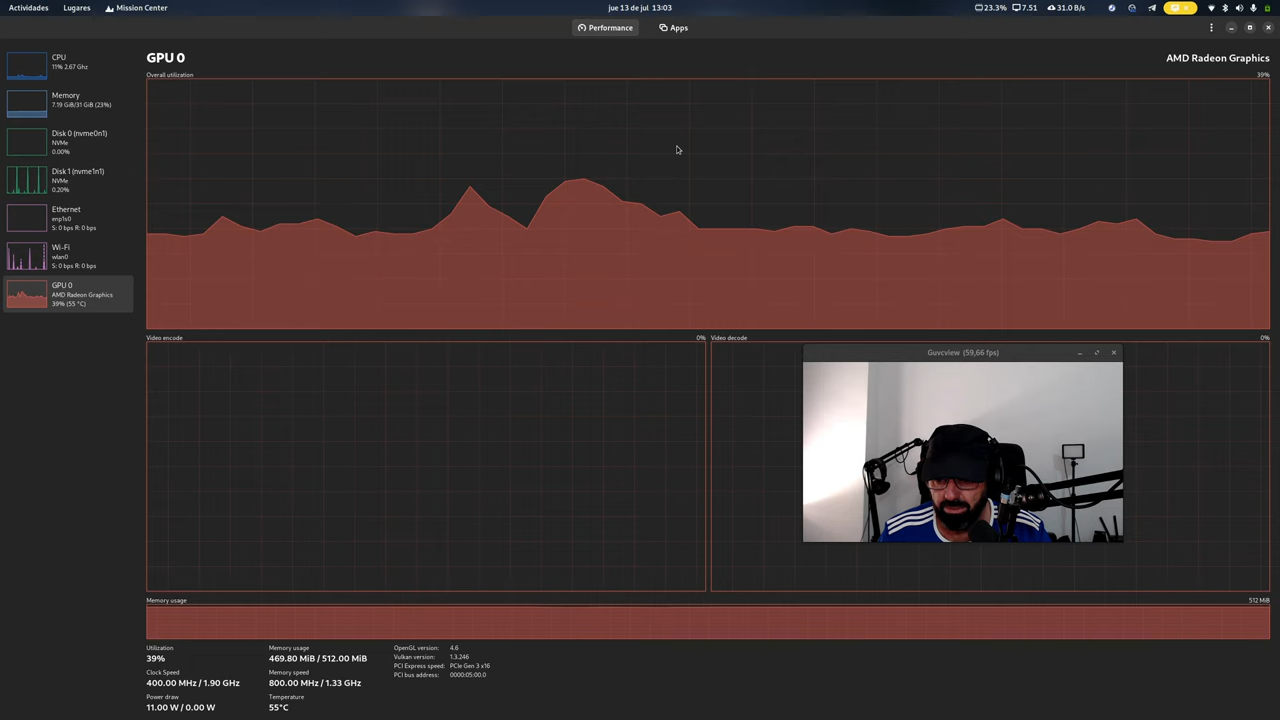 Actividades Lugares Mission Center jue 13 de jul 13:03 23.3% 7.51 31.0 B/s
Performance Apps
CPU
11% 2.67 Ghz
Memory
7.19 GiB/31 GiB (23%)
Disk 0 (nvme0n1)
NVMe
0.00%
Disk 1 (nvme1n1)
NVMe
0.20%
Ethernet
enp1s0
S: 0 bps R: 0 bps
Wi-Fi
wlan0
S: 0 bps R: 0 bps
GPU 0
AMD Radeon Graphics
39% (55 °C)
GPU 0 AMD Radeon Graphics
Overall utilization 39%
Video encode 0%
Video decode 0%
Guvcview (59,66 fps)
Memory usage 512 MiB
Utilization
39%
Clock Speed
400.00 MHz / 1.90 GHz
Power draw
11.00 W / 0.00 W
Memory usage
469.80 MiB / 512.00 MiB
Memory speed
800.00 MHz / 1.33 GHz
Temperature
55°C
OpenGL version: 4.6
Vulkan version: 1.3.246
PCI Express speed: PCIe Gen 3 x16
PCI bus address: 0000:05:00.0